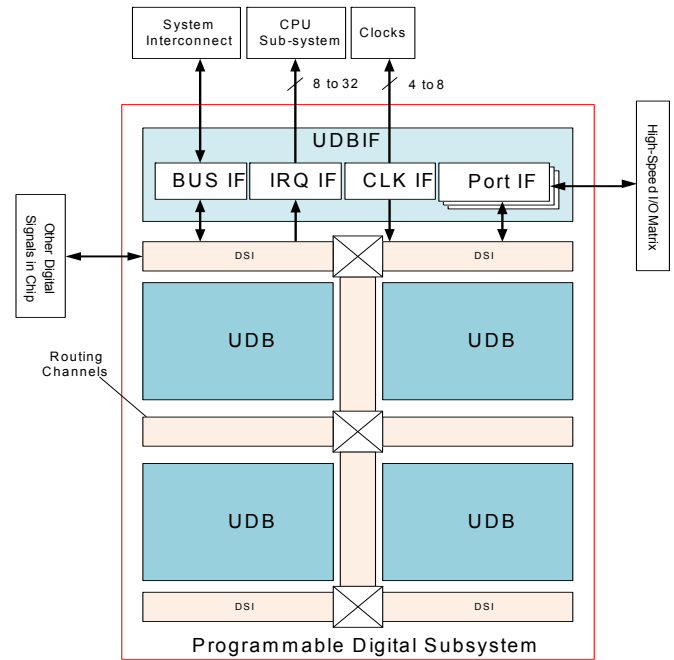 System
Interconnect
CPU
Sub-system
Clocks
8 to 32
4 to 8
UDBIF
BUS IF
IRQ IF
CLK IF
Port IF
High-Speed I/O Matrix
Other Digital
Signals in Chip
DSI
DSI
UDB
UDB
Routing
Channels
UDB
UDB
DSI
DSI
Programmable Digital Subsystem